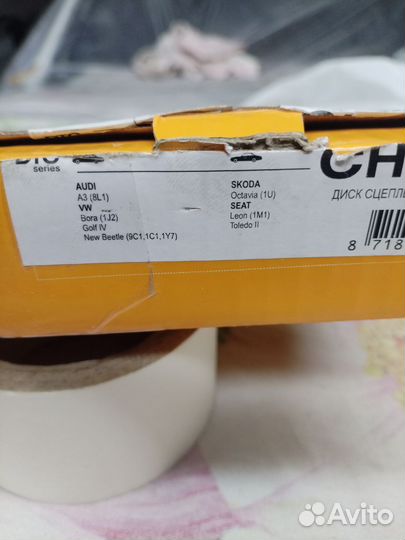 series
AUDI
A3 (8L1)
VW
Bora (1J2)
Golf IV
New Beetle (9C1,1C1,1Y7)
SKODA
Octavia (1U)
SEAT
Leon (1M1)
Toledo II
CH
ДИСК СЦЕПЛЕ
8 718
Avito